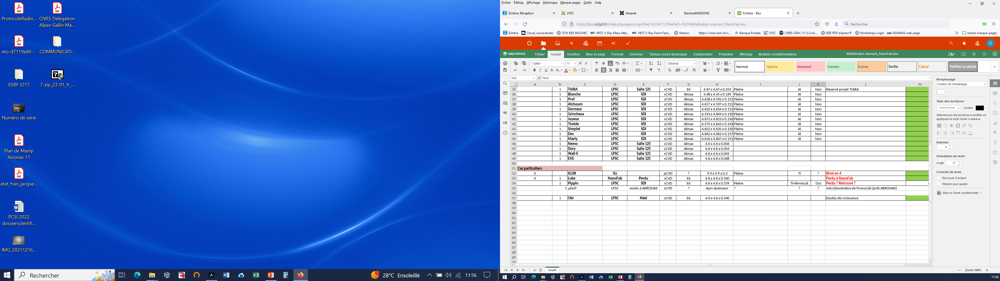 ProtocoleRadio...
CNRS Délégation
Alpes-Gallin Ma...
eto-d7119e86-...
COMMUNICATI...
ESRF ID17
7-zip_23-01_fr_...
Numéro de série
Plan de Manip
Arronax 11
etat_frais_jacque...
PCSI 2022
dossierscientifi...
IMG_20211216...
Rechercher
1
28°C Ensoleillé
11:56
Fichier Édition Affichage Historique Marque-pages Outils Aide
Zimbra: Réception
LPSC
Intranet
EtamineMISSIONS
Fichiers - Box
https://box.in2p3.fr/index.php/apps/onlyoffice/16204713?filePath=%2FMétallisation diamant_NanoFab.xlsx
Rechercher
Zimbra Cloud_wavecatcher 2016 IEEE NSS/MIC NIST: X-Ray Mass Atte... NIST X-Ray Form Fact... Weeroc https://root.cern.ch/r... Banque Postale LPSC CNRS CRAC V1.5.2::Ac... IEEE PDF eXpress® Workshops Login ADAMAS web-page Autres marque-pages
G
ONLYOFFICE Fichier Accueil Insertion Mise en page Formule Données Tableau croisé dynamique Collaboration Protection Affichage Modules complémentaires Métallisation diamant_NanoFab.xlsx
Calibri 11 Général
Normal Neutre Incorrect Correct Entrée Sortie Calcul Vérifier la cellule
K20 fx Non
A B C D E F G H I J K L M
35 1 TIARA LPSC Salle 125 sCVD E6 4.67 x 4.67 x 0.553 Pleine Al Non Réservé projet TIARA
36 1 Blanche LPSC SDI sCVD Almax 4.48 x 4.45 x 0.149 Pleine Al Non
37 1 Prof LPSC SDI sCVD Almax 4.618 x 4.592 x 0.151 Pleine Al Non
38 1 Atchoum LPSC SDI sCVD Almax 4.617 x 4.597 x 0.151 Pleine Al Non
39 1 Dormeur LPSC SDI sCVD Almax 4.632 x 4.654 x 0.152 Pleine Al Non
40 1 Grincheux LPSC SDI sCVD Almax 4.593 x 4.609 x 0.150 Pleine Al Non
41 1 Joyeux LPSC SDI sCVD Almax 4.672 x 4.653 x 0.150 Pleine Al Non
42 1 Timide LPSC SDI sCVD Almax 4.575 x 4.643 x 0.154 Pleine Al Non
43 1 Simplet LPSC SDI sCVD Almax 4.652 x 4.635 x 0.150 Pleine Al Non
44 1 Doc LPSC SDI sCVD Almax 4.662 x 4.662 x 0.157 Pleine Al Non
45 1 Marty LPSC SDI sCVD Almax 4.616 x 4.607 x 0.151 Pleine Al Non
46 1 Nemo LPSC Salle 125 sCVD Almax 4.6 x 4.6 x 0.056
47 1 Dory LPSC Salle 125 sCVD Almax 4.6 x 4.6 x 0.054
48 1 Wall-E LPSC Salle 125 sCVD Almax 4.6 x 4.6 x 0.049
49 1 EVE LPSC Salle 125 sCVD Almax 4.6 x 4.6 x 0.048
50
51 Cas particuliers
52 0 ILL08 ILL pCVD ? 9.9 x 9.9 x 0.3 Pleine Ti ? Brisé en 4
53 0 1 Luke NanoFab Perdu sCVD E6 4.6 x 4.6 x 0.540 Perdu à NanoFab
54 1 Pippin LPSC SDI sCVD E6 4.6 x 4.6 x 0.539 Pleine Ti+Al+recuit Oui Perdu ? Retrouvé ?
55 1 µDoP LPSC rendu à ARRONAX sCVD ? 4µm épaisseur ? ? ? microDosimètre de Pomorski (prêt ARRONAX)
56
57 1 Obi LPSC Néel sCVD E6 4.6 x 4.6 x 0.540 Etudes de croissance
58
59
60
61
62
63
64
65
66
67
68
69
70
Remplissage
Couleur de remplissage
Style des bordures
Couleur
Sélectionnez les bordures à modifier en
appliquant le style choisi ci-dessus
Indenter
0
Orientation du texte
Angle 0 °
Contrôle de texte
Renvoyer à la ligne
Réduire pour ajuster
Mise en forme conditionnelle
Feuil1
Zoom 100%
11:56